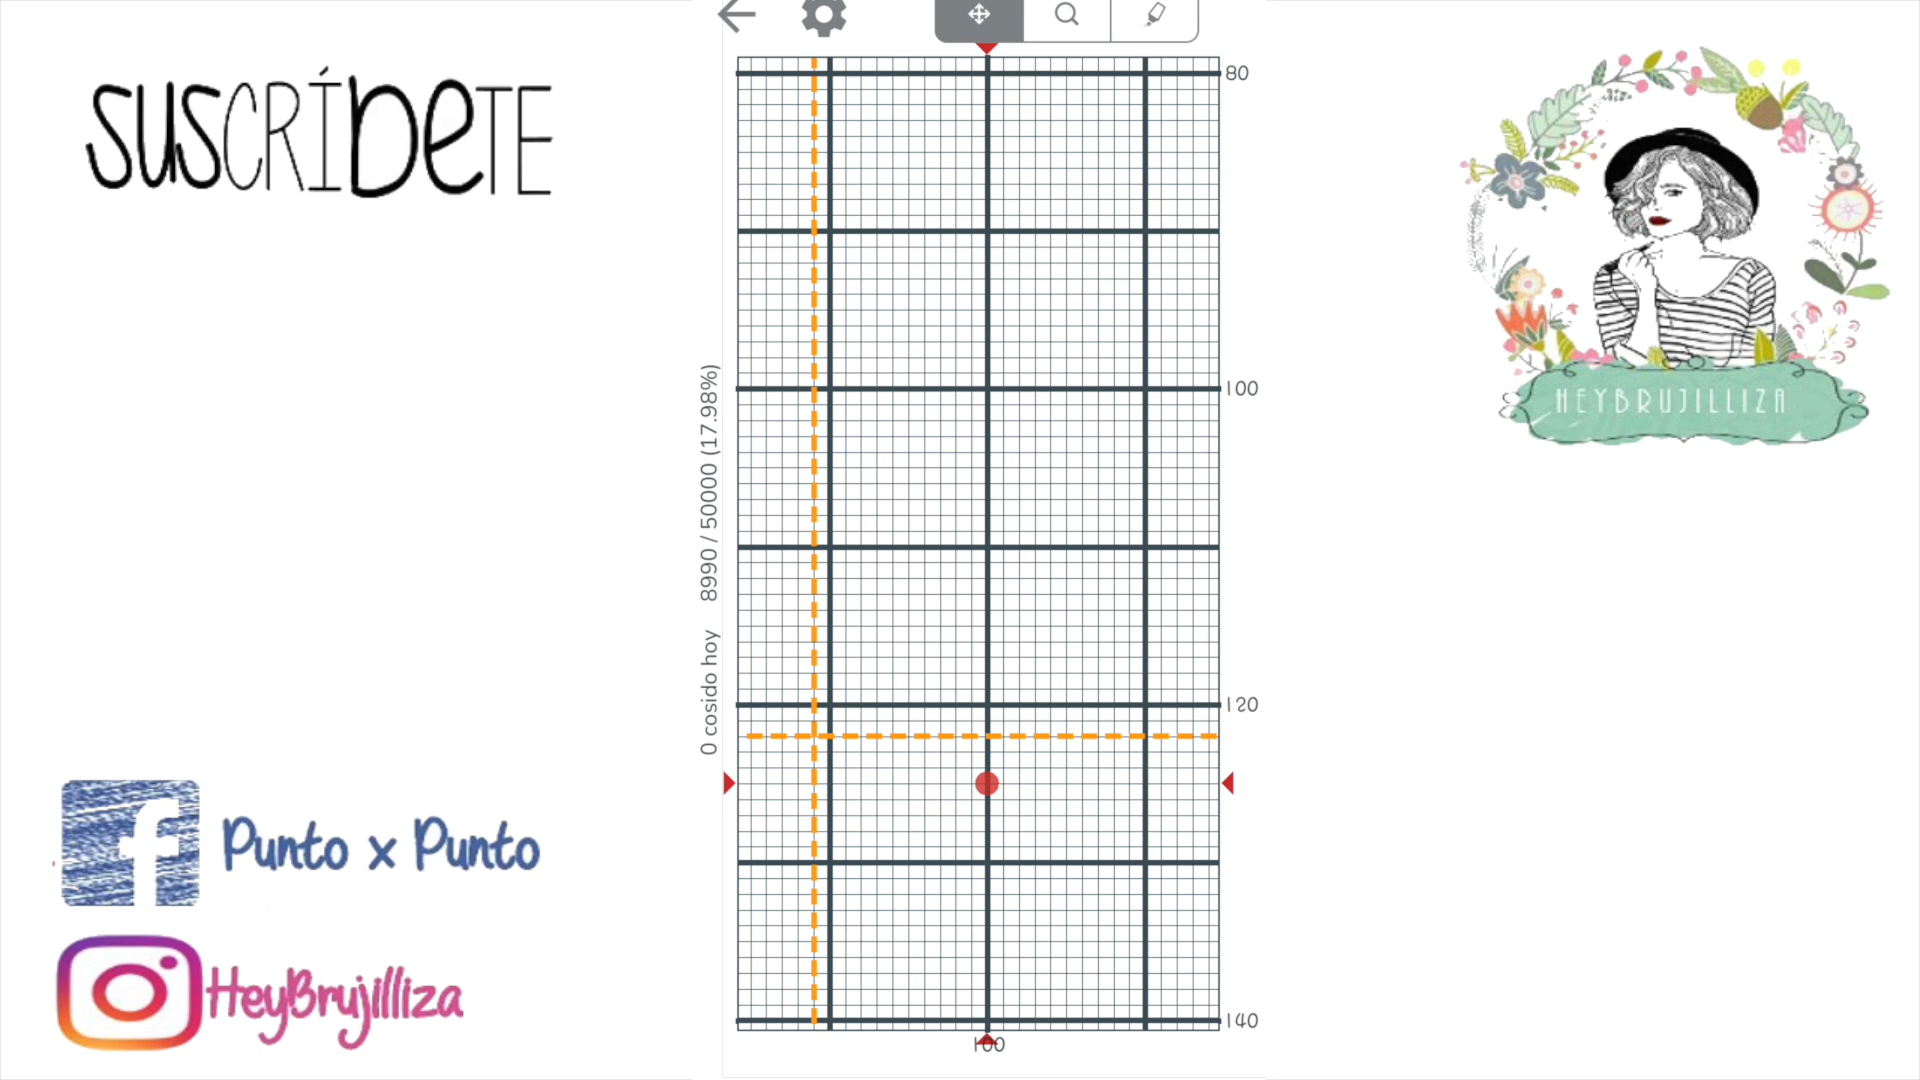 SUSCRÍBETE
80
HEYBRUJILLIZA
100
0 cosido hoy 8990 / 50000 (17.98%)
120
Punto x Punto
HeyBrujilliza
140
100